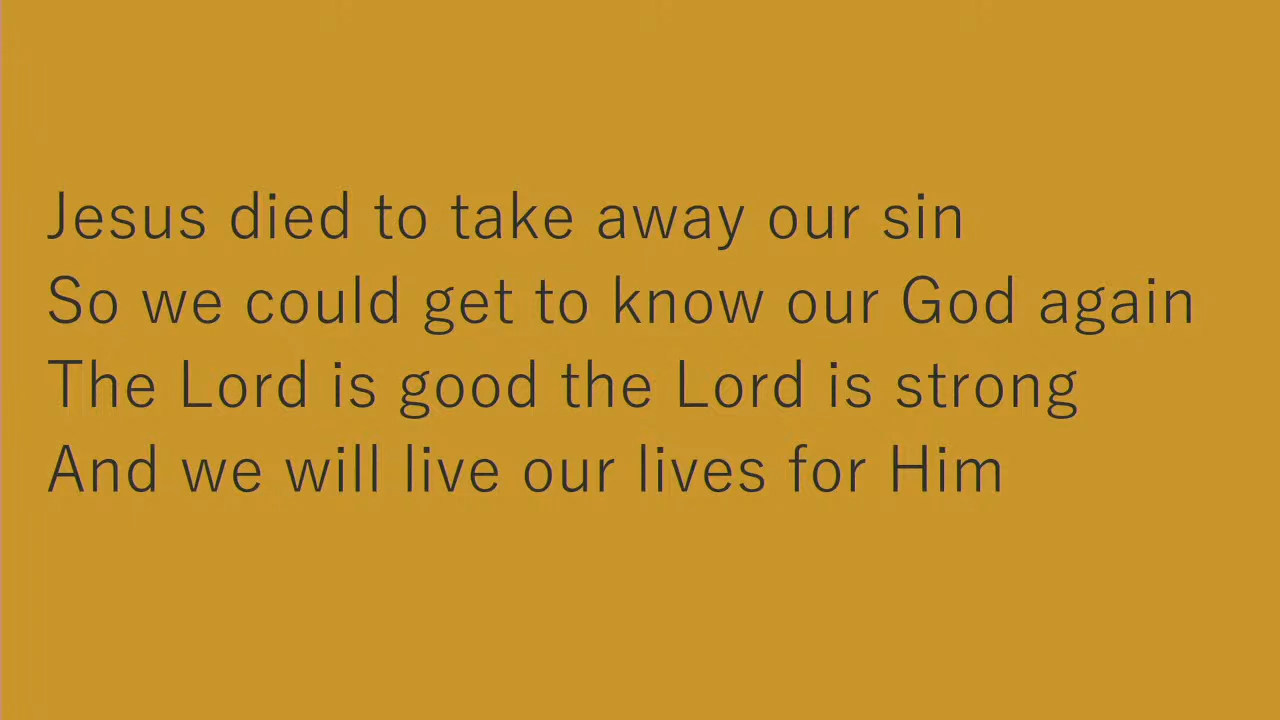 Jesus died to take away our sin
So we could get to know our God again
The Lord is good the Lord is strong
And we will live our lives for Him